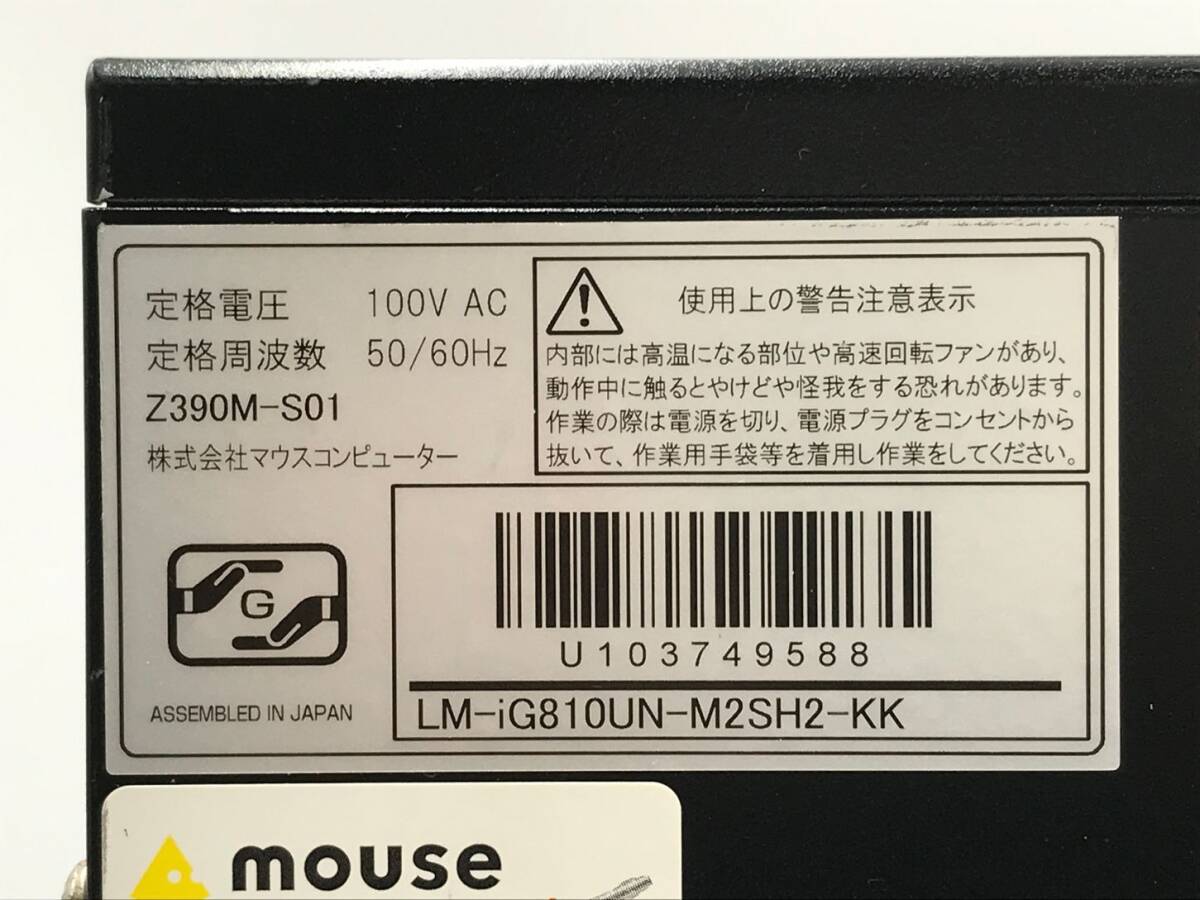 定格電圧 100V AC
定格周波数 50/60Hz
Z390M-S01
株式会社マウスコンピューター
使用上の警告注意表示
内部には高温になる部位や高速回転ファンがあり、
動作中に触るとやけどや怪我をする恐れがあります。
作業の際は電源を切り、電源プラグをコンセントから
抜いて、作業用手袋等を着用し作業をしてください。
G
ASSEMBLED IN JAPAN
U103749588
LM-iG810UN-M2SH2-KK
mouse